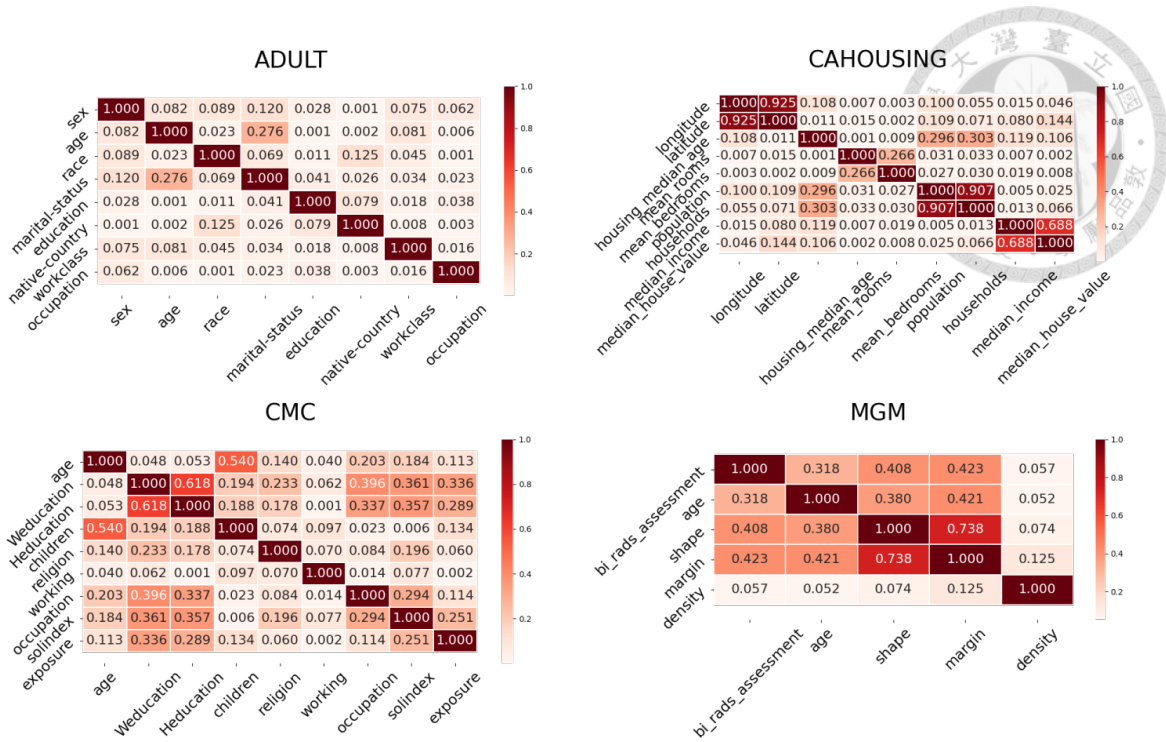 ADULT
1.000 0.082 0.089 0.120 0.028 0.001 0.075 0.062
0.082 1.000 0.023 0.276 0.001 0.002 0.081 0.006
0.089 0.023 1.000 0.069 0.011 0.125 0.045 0.001
0.120 0.276 0.069 1.000 0.041 0.026 0.034 0.023
0.028 0.001 0.011 0.041 1.000 0.079 0.018 0.038
0.001 0.002 0.125 0.026 0.079 1.000 0.008 0.003
0.075 0.081 0.045 0.034 0.018 0.008 1.000 0.016
0.062 0.006 0.001 0.023 0.038 0.003 0.016 1.000
sex
age
race
marital-status
education
native-country
workclass
occupation
sex age race marital-status education native-country workclass occupation
1.0
0.8
0.6
0.4
0.2
CAHOUSING
1.000 0.925 0.108 0.007 0.003 0.100 0.055 0.015 0.046
0.925 1.000 0.011 0.015 0.002 0.109 0.071 0.080 0.144
0.108 0.011 1.000 0.001 0.009 0.296 0.303 0.119 0.106
0.007 0.015 0.001 1.000 0.266 0.031 0.033 0.007 0.002
0.003 0.002 0.009 0.266 1.000 0.027 0.030 0.019 0.008
0.100 0.109 0.296 0.031 0.027 1.000 0.907 0.005 0.025
0.055 0.071 0.303 0.033 0.030 0.907 1.000 0.013 0.066
0.015 0.080 0.119 0.007 0.019 0.005 0.013 1.000 0.688
0.046 0.144 0.106 0.002 0.008 0.025 0.066 0.688 1.000
longitude
latitude
housing_median_age
mean_rooms
mean_bedrooms
population
households
median_income
median_house_value
longitude latitude housing_median_age mean_rooms mean_bedrooms population households median_income median_house_value
1.0
0.8
0.6
0.4
0.2
大灣臺立國
CMC
1.000 0.048 0.053 0.540 0.140 0.040 0.203 0.184 0.113
0.048 1.000 0.618 0.194 0.233 0.062 0.396 0.361 0.336
0.053 0.618 1.000 0.188 0.178 0.001 0.337 0.357 0.289
0.540 0.194 0.188 1.000 0.074 0.097 0.023 0.006 0.134
0.140 0.233 0.178 0.074 1.000 0.070 0.084 0.196 0.060
0.040 0.062 0.001 0.097 0.070 1.000 0.014 0.077 0.002
0.203 0.396 0.337 0.023 0.084 0.014 1.000 0.294 0.114
0.184 0.361 0.357 0.006 0.196 0.077 0.294 1.000 0.251
0.113 0.336 0.289 0.134 0.060 0.002 0.114 0.251 1.000
age
Weducation
Heducation
children
religion
working
occupation
solindex
exposure
age Weducation Heducation children religion working occupation solindex exposure
1.0
0.8
0.6
0.4
0.2
MGM
1.000 0.318 0.408 0.423 0.057
0.318 1.000 0.380 0.421 0.052
0.408 0.380 1.000 0.738 0.074
0.423 0.421 0.738 1.000 0.125
0.057 0.052 0.074 0.125 1.000
bi_rads_assessment
age
shape
margin
density
bi_rads_assessment age shape margin density
1.0
0.8
0.6
0.4
0.2